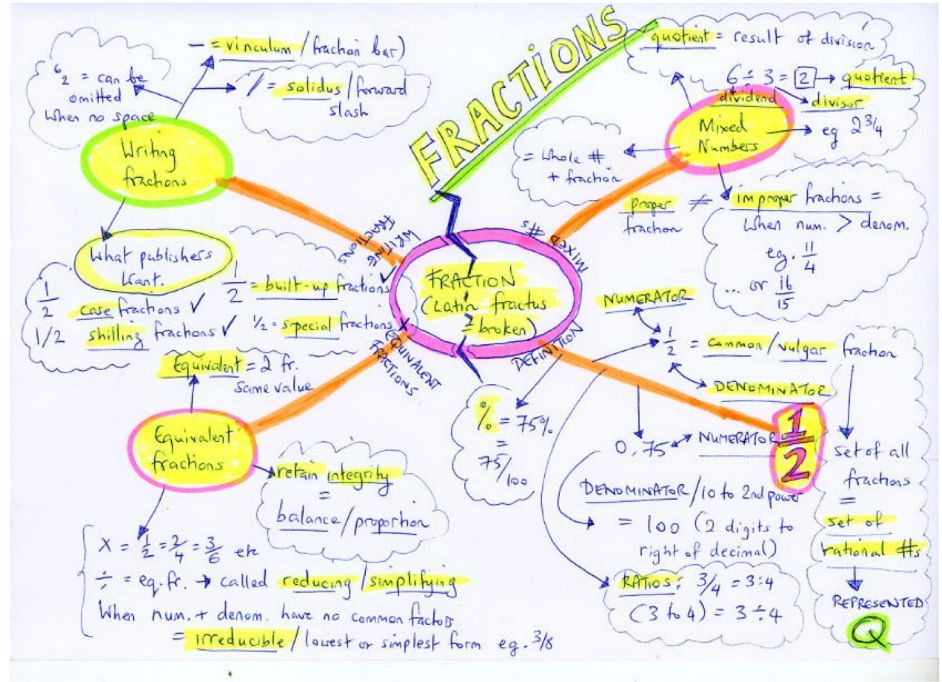 FRACTIONS
FRACTION
(Latin fractus
= broken)
WRITING
FRACTIONS
MIXED #s
EQUIVALENT
FRACTIONS
DEFINITION
Writing
fractions
— = vinculum / fraction bar)
/ = solidus / forward
slash
6 2 = can be
omitted
when no space
What publishers
Want.
1/2 case fractions ✓
1/2 shilling fractions ✓
1/2 = built-up fractions ✓
1/2 = special fractions X
Mixed
Numbers
quotient = result of division
6 ÷ 3 = 2 → quotient
dividend divisor
eg 2 3/4
= whole #
+ fraction
proper ≠ improper fractions =
fraction
when num. > denom.
eg. 11/4
... or 16/15
Equivalent
fractions
Equivalent = 2 fr.
same value
retain integrity
=
balance / proportion
X = 1/2 = 2/4 = 3/6 etc
÷ = eq. fr. → called reducing / simplifying
When num. + denom. have no common factors
= irreducible / lowest or simplest form eg. 3/8
1/2
NUMERATOR
1/2 = common / vulgar fraction
DENOMINATOR
set of all
fractions
=
set of
rational #s
REPRESENTED
Q
% = 75%
=
75/100
0,75 NUMERATOR
DENOMINATOR / 10 to 2nd power
= 100 (2 digits to
right of decimal)
RATIOS: 3/4 = 3:4
(3 to 4) = 3 ÷ 4